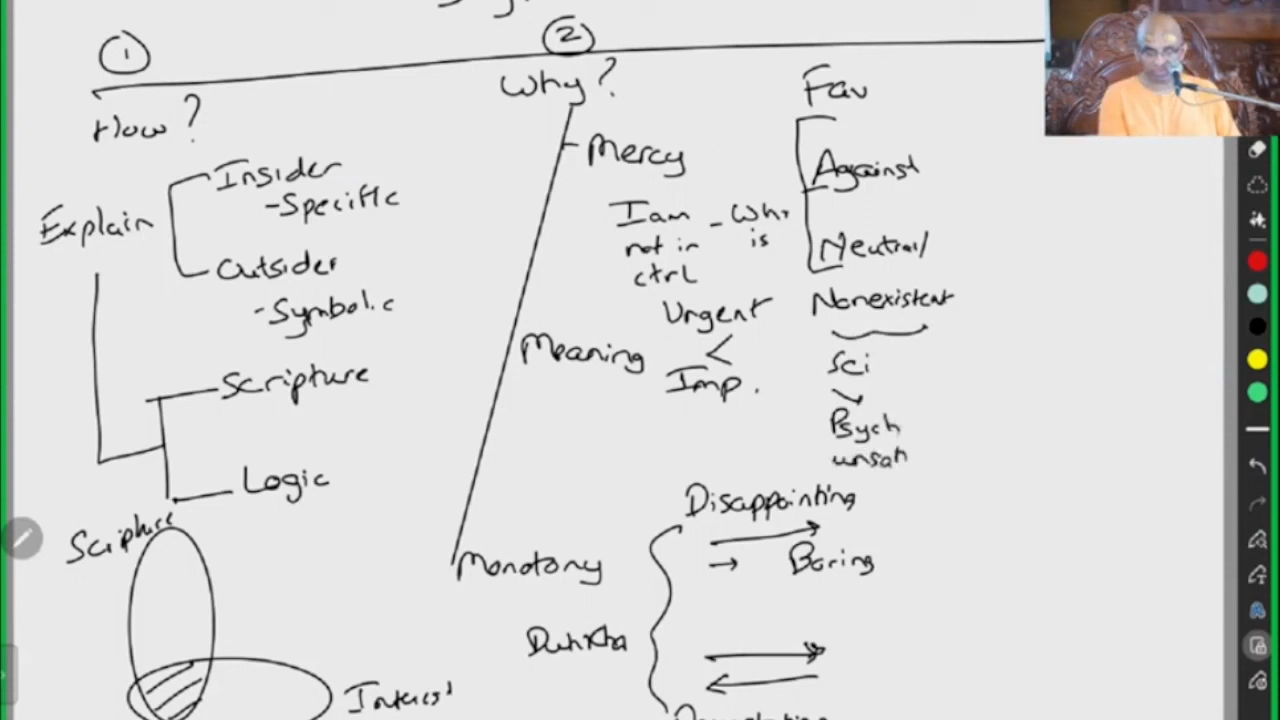 ①
②
How?
Explain
Insider
-Specific
Outsider
-Symbolic
Scripture
Logic
Scripture
Interest
Why?
Mercy
I am
not in
ctrl
- Who
is
Meaning
Urgent
<
Imp.
Monotony
Duhkha
Fav
Against
Neutral/
Nonexistent
Sci
Psych
unsat
Disappointing
→ Boring